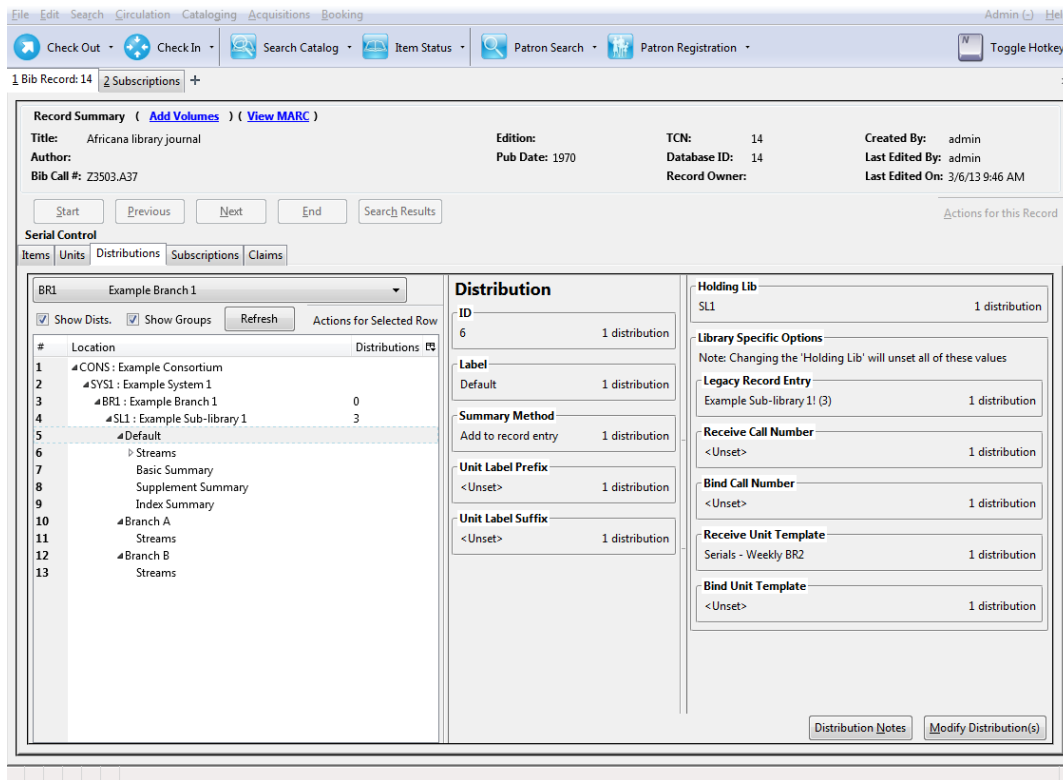 File Edit Search Circulation Cataloging Acquisitions Booking Admin (-) Hel
Check Out Check In Search Catalog Item Status Patron Search Patron Registration N Toggle Hotkey
1 Bib Record: 14 2 Subscriptions +
Record Summary ( Add Volumes ) ( View MARC )
Title: Africana library journal Edition: TCN: 14 Created By: admin
Author: Pub Date: 1970 Database ID: 14 Last Edited By: admin
Bib Call #: Z3503.A37 Record Owner: Last Edited On: 3/6/13 9:46 AM
Start Previous Next End Search Results Actions for this Record
Serial Control
Items Units Distributions Subscriptions Claims
BR1 Example Branch 1
Show Dists. Show Groups Refresh Actions for Selected Row
# Location Distributions
1 CONS : Example Consortium
2 SYS1 : Example System 1
3 BR1 : Example Branch 1 0
4 SL1 : Example Sub-library 1 3
5 Default
6 Streams
7 Basic Summary
8 Supplement Summary
9 Index Summary
10 Branch A
11 Streams
12 Branch B
13 Streams
Distribution
ID
6 1 distribution
Label
Default 1 distribution
Summary Method
Add to record entry 1 distribution
Unit Label Prefix
<Unset> 1 distribution
Unit Label Suffix
<Unset> 1 distribution
Holding Lib
SL1 1 distribution
Library Specific Options
Note: Changing the 'Holding Lib' will unset all of these values
Legacy Record Entry
Example Sub-library 1! (3) 1 distribution
Receive Call Number
<Unset> 1 distribution
Bind Call Number
<Unset> 1 distribution
Receive Unit Template
Serials - Weekly BR2 1 distribution
Bind Unit Template
<Unset> 1 distribution
Distribution Notes Modify Distribution(s)